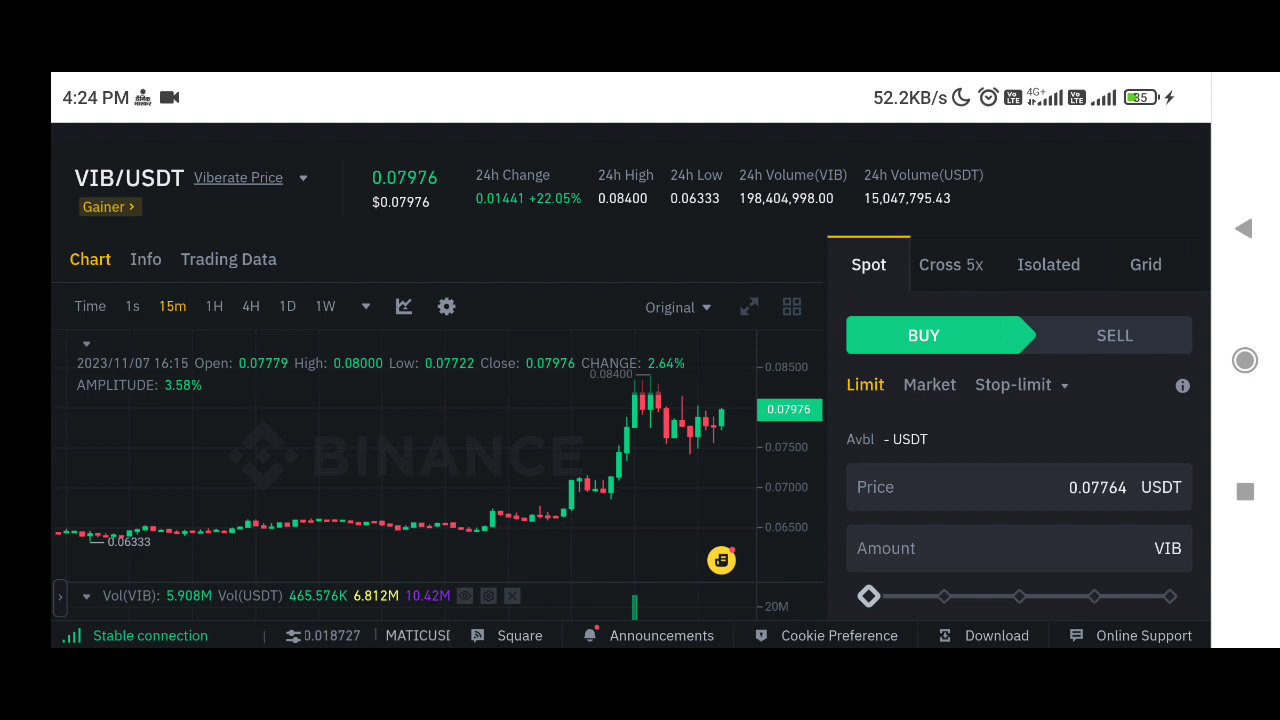 4:24 PM 52.2KB/s 4G+ Vo LTE Vo LTE 35
VIB/USDT Viberate Price
Gainer >
0.07976
$0.07976
24h Change
0.01441 +22.05%
24h High
0.08400
24h Low
0.06333
24h Volume(VIB)
198,404,998.00
24h Volume(USDT)
15,047,795.43
Chart Info Trading Data
Time 1s 15m 1H 4H 1D 1W
Original
2023/11/07 16:15 Open: 0.07779 High: 0.08000 Low: 0.07722 Close: 0.07976 CHANGE: 2.64%
AMPLITUDE: 3.58%
0.08400
0.08500
0.07976
0.07500
0.07000
0.06500
BINANCE
0.06333
Vol(VIB): 5.908M Vol(USDT) 465.576K 6.812M 10.42M
20M
Spot Cross 5x Isolated Grid
BUY SELL
Limit Market Stop-limit
Avbl - USDT
Price 0.07764 USDT
Amount VIB
Stable connection 0.018727 MATICUSD Square Announcements Cookie Preference Download Online Support